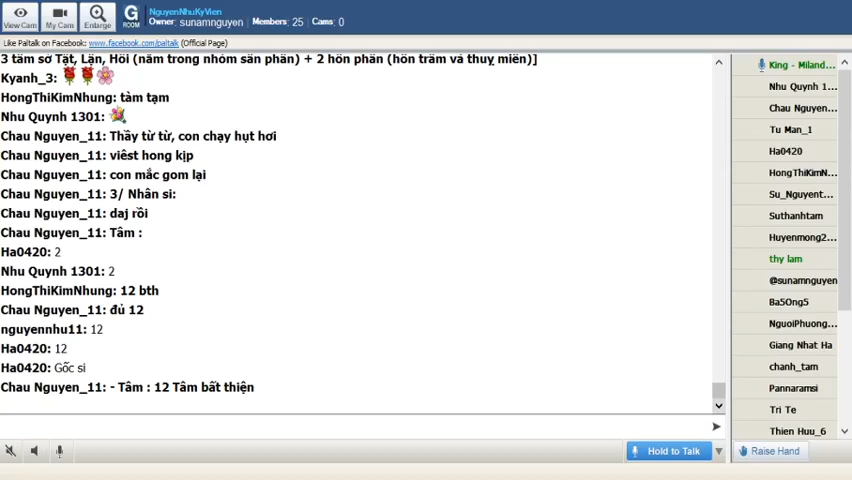 View Cam
My Cam
Enlarge
G
ROOM
NguyenNhuKyVien
Owner: sunamnguyen Members: 25 Cams: 0
Like Paltalk on Facebook: www.facebook.com/paltalk (Official Page)
3 tâm sở Tật, Lận, Hối (nằm trong nhóm sân phần) + 2 hôn phần (hôn trầm và thuỵ miên)]
Kyanh_3:
HongThiKimNhung: tàm tạm
Nhu Quynh 1301:
Chau Nguyen_11: Thầy từ từ, con chạy hụt hơi
Chau Nguyen_11: viêst hong kịp
Chau Nguyen_11: con mắc gom lại
Chau Nguyen_11: 3/ Nhân si:
Chau Nguyen_11: daj rồi
Chau Nguyen_11: Tâm :
Ha0420: 2
Nhu Quynh 1301: 2
HongThiKimNhung: 12 bth
Chau Nguyen_11: đủ 12
nguyennhu11: 12
Ha0420: 12
Ha0420: Gốc si
Chau Nguyen_11: - Tâm : 12 Tâm bất thiện
Hold to Talk
King - Miland...
Nhu Quynh 1...
Chau Nguyen...
Tu Man_1
Ha0420
HongThiKimN...
Su_Nguyent...
Suthanhtam
Huyenmong2...
thy lam
@sunamnguyen
Ba5Ong5
NguoiPhuong...
Giang Nhat Ha
chanh_tam
Pannaramsi
Tri Te
Thien Huu_6
Raise Hand